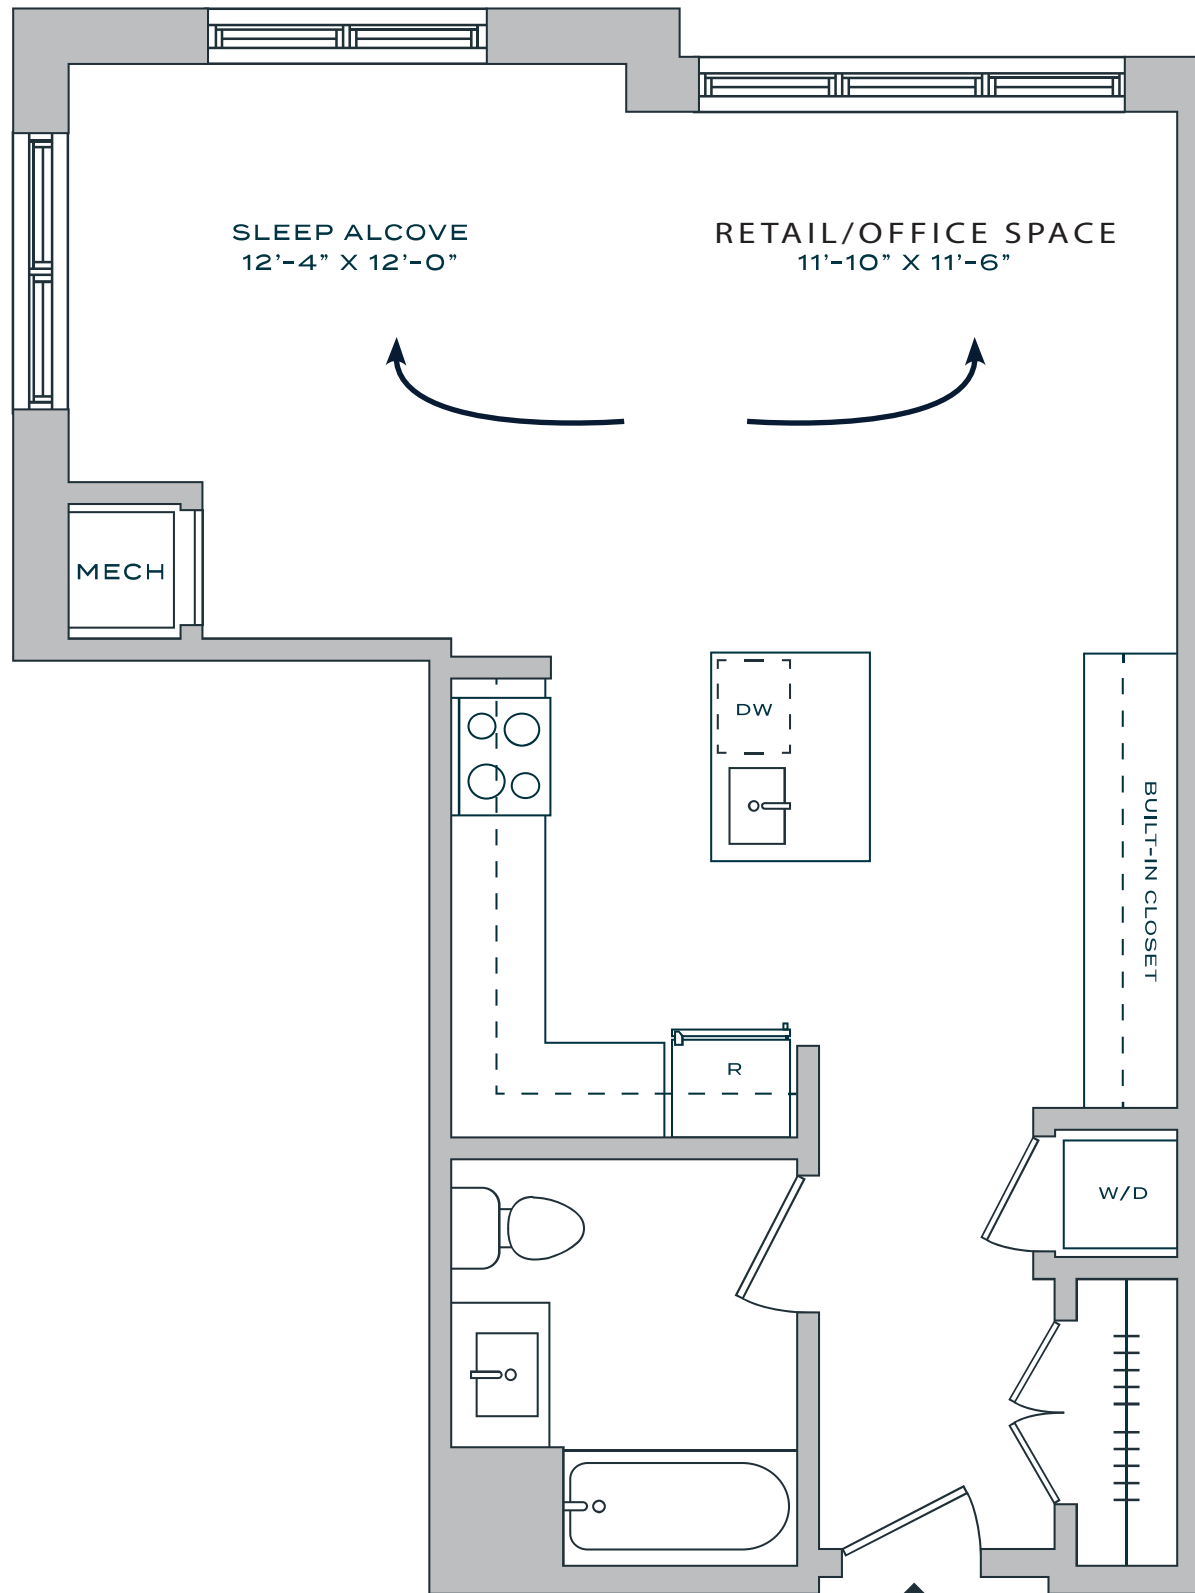 SLEEP ALCOVE
12’-4” X 12’-0”
RETAIL/OFFICE SPACE
11’-10” X 11’-6”
MECH
DW
BUILT-IN CLOSET
R
W/D